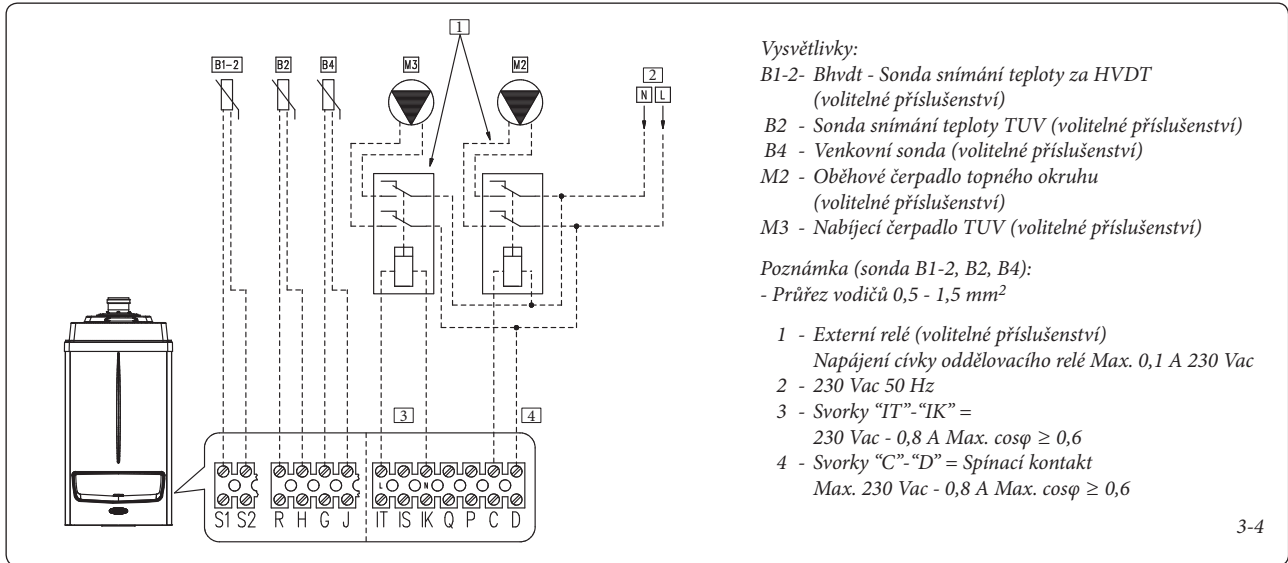 1
B1-2 B2 B4 M3 M2 2
N L
3 4
L N
S1 S2 R H G J IT IS IK Q P C D
Vysvětlivky:
B1-2- Bhvdt - Sonda snímání teploty za HVDT
(volitelné příslušenství)
B2 - Sonda snímání teploty TUV (volitelné příslušenství)
B4 - Venkovní sonda (volitelné příslušenství)
M2 - Oběhové čerpadlo topného okruhu
(volitelné příslušenství)
M3 - Nabíjecí čerpadlo TUV (volitelné příslušenství)
Poznámka (sonda B1-2, B2, B4):
- Průřez vodičů 0,5 - 1,5 mm²
1 - Externí relé (volitelné příslušenství)
Napájení cívky oddělovacího relé Max. 0,1 A 230 Vac
2 - 230 Vac 50 Hz
3 - Svorky “IT”-“IK” =
230 Vac - 0,8 A Max. cosφ ≥ 0,6
4 - Svorky “C”-“D” = Spínací kontakt
Max. 230 Vac - 0,8 A Max. cosφ ≥ 0,6
3-4